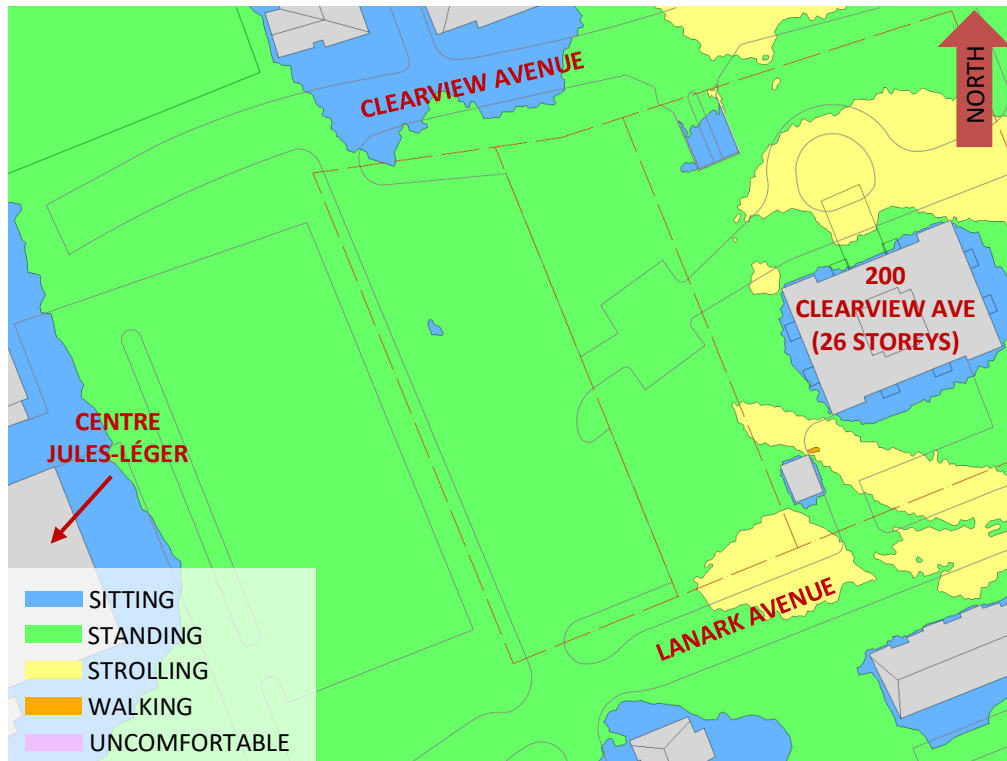 CLEARVIEW AVENUE
NORTH
200
CLEARVIEW AVE
(26 STOREYS)
CENTRE
JULES-LÉGER
LANARK AVENUE
SITTING
STANDING
STROLLING
WALKING
UNCOMFORTABLE